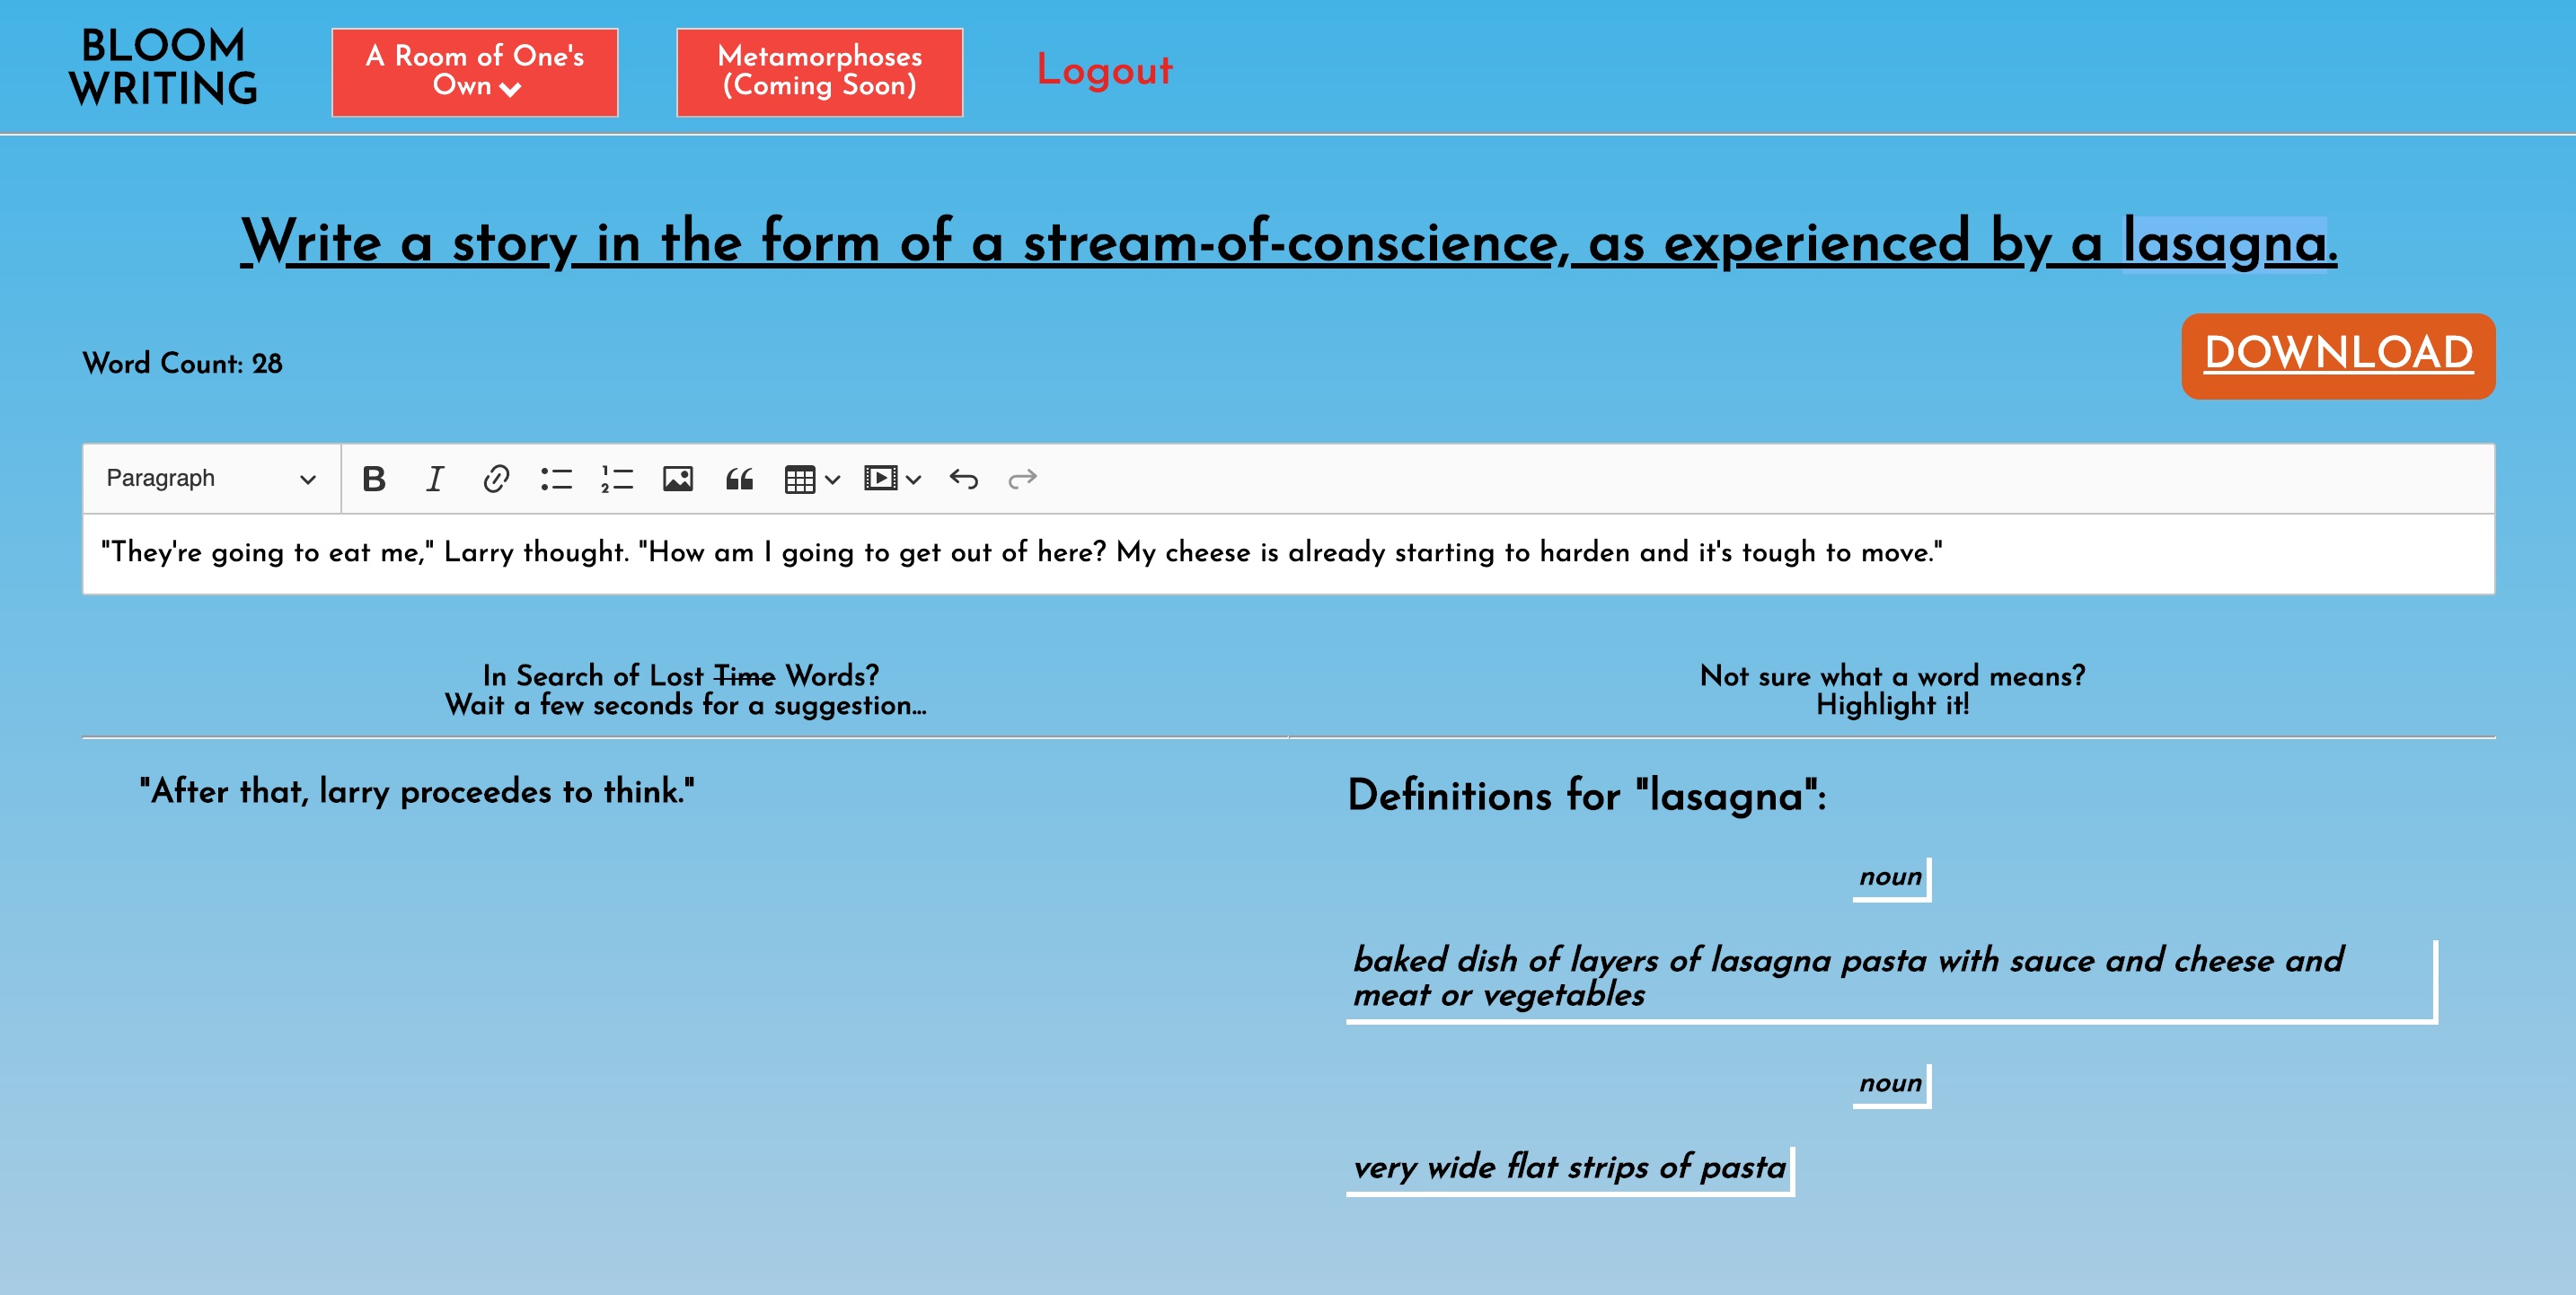 BLOOM
WRITING
A Room of One's
Own
Metamorphoses
(Coming Soon)
Logout
Write a story in the form of a stream-of-conscience, as experienced by a lasagna.
Word Count: 28
DOWNLOAD
Paragraph
"They're going to eat me," Larry thought. "How am I going to get out of here? My cheese is already starting to harden and it's tough to move."
In Search of Lost Time Words?
Wait a few seconds for a suggestion...
Not sure what a word means?
Highlight it!
"After that, larry proceedes to think."
Definitions for "lasagna":
noun
baked dish of layers of lasagna pasta with sauce and cheese and
meat or vegetables
noun
very wide flat strips of pasta